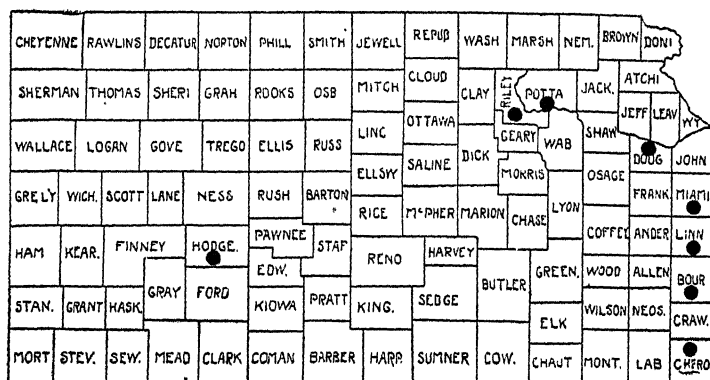 CHEYENNE RAWLINS DECATUR NORTON PHILL SMITH JEWELL REPUB WASH MARSH NEM. BROWN DONI
SHERMAN THOMAS SHERI GRAH ROOKS OSB MITCH CLOUD CLAY RILEY POTTA JACK. ATCHI
JEFF LEAV WY
WALLACE LOGAN GOVE TREGO ELLIS RUSS LINC OTTAWA GEARY WAB SHAW DOUG JOHN
ELLSW SALINE DICK MORRIS OSAGE
GRELY WICH. SCOTT LANE NESS RUSH BARTON RICE McPHER MARION CHASE LYON FRANK. MIAMI
HAM KEAR. FINNEY HODGE. PAWNEE STAF RENO HARVEY COFFEY ANDER LINN
EDW. BUTLER GREEN. WOOD ALLEN BOUR
STAN. GRANT HASK. GRAY FORD KIOWA PRATT KING. SEDGE ELK WILSON NEOS. CRAW.
MORT STEV. SEW. MEAD CLARK COMAN BARBER HARP. SUMNER COW. CHAUT MONT. LAB CHERO